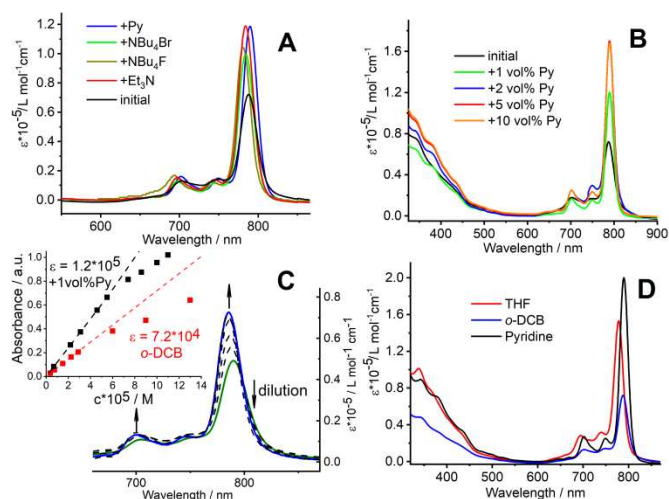 A
+Py
+NBu₄Br
+NBu₄F
+Et₃N
initial
ε*10⁻⁵/L mol⁻¹cm⁻¹
1.2
1.0
0.8
0.6
0.4
0.2
0.0
600 700 800
Wavelength / nm
B
initial
+1 vol% Py
+2 vol% Py
+5 vol% Py
+10 vol% Py
ε*10⁻⁵/L mol⁻¹cm⁻¹
1.6
1.2
0.8
0.4
0.0
400 500 600 700 800 900
Wavelength / nm
C
Absorbance / a.u.
1.0
0.8
0.6
0.4
0.2
0.0
0 2 4 6 8 10 12 14
c*10⁵ / M
ε = 1.2*10⁵
+1vol%Py
ε = 7.2*10⁴
o-DCB
dilution
0.8
0.6
0.4
0.2
0.0
ε*10⁻⁵/ L mol⁻¹ cm⁻¹
700 800
Wavelength / nm
D
THF
o-DCB
Pyridine
ε*10⁻⁵/L mol⁻¹cm⁻¹
2.0
1.6
1.2
0.8
0.4
0.0
400 500 600 700 800
Wavelength / nm